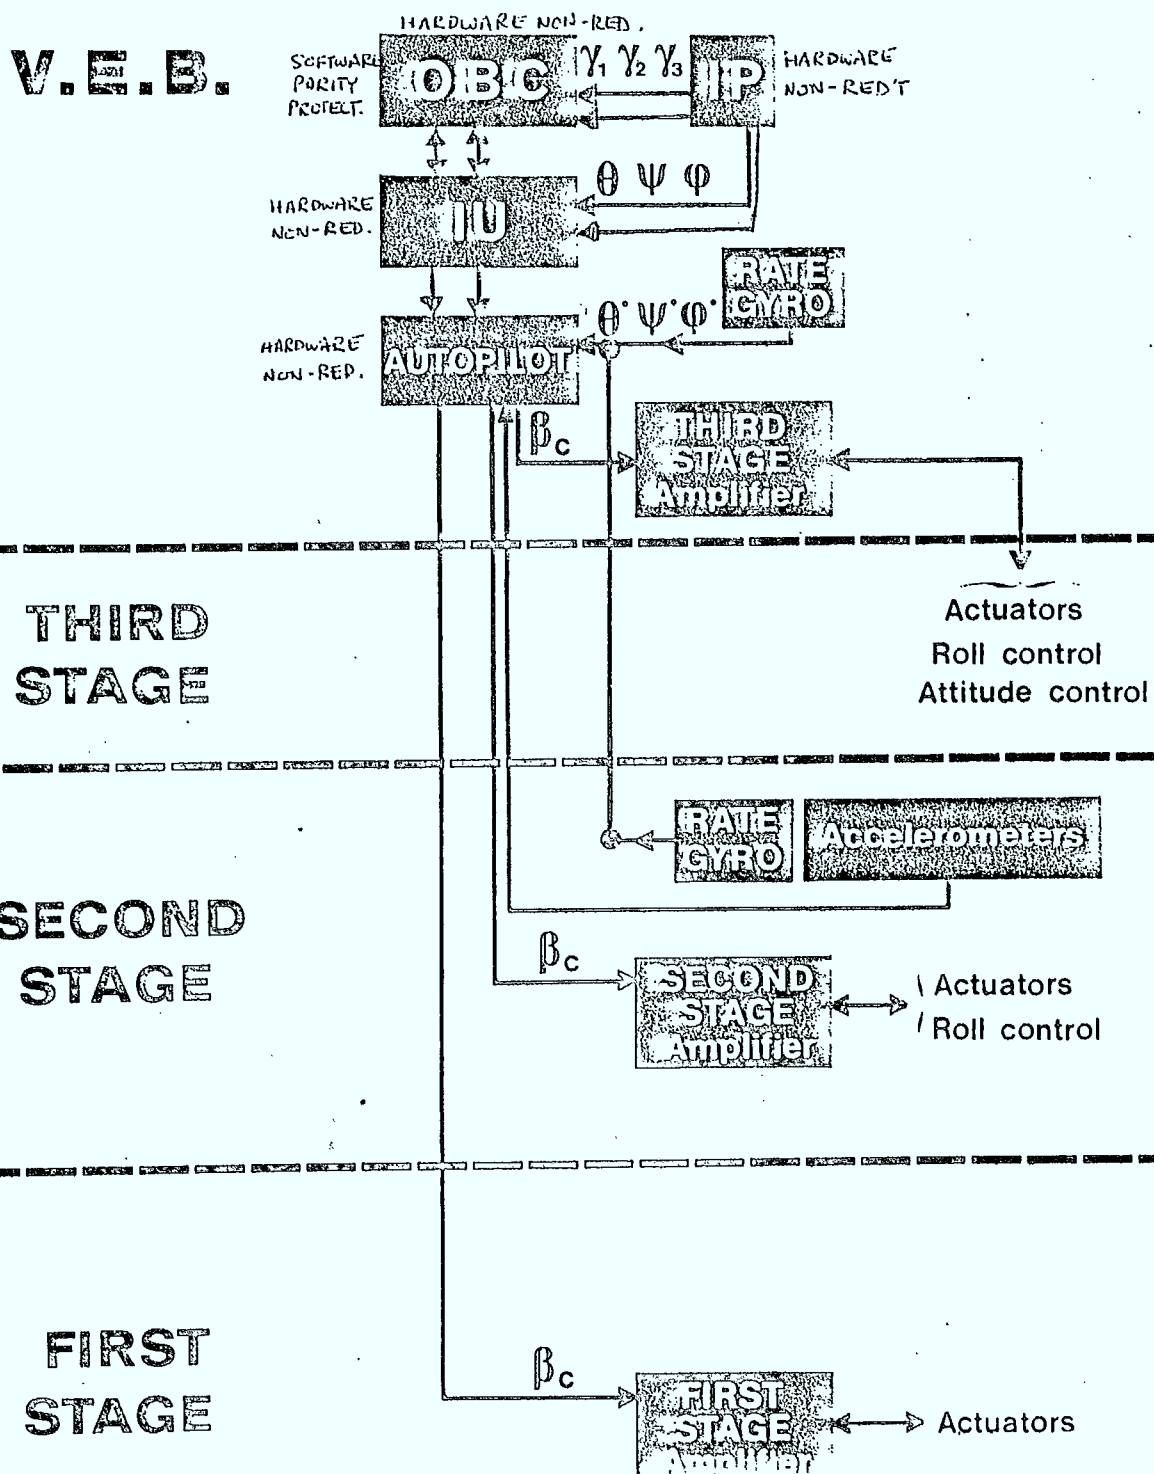 HARDWARE NON-RED.
V.E.B.
SOFTWARE
PARITY
PROTECT.
OBC
γ₁ γ₂ γ₃
IP
HARDWARE
NON-RED'T
θ ψ φ
HARDWARE
NON-RED.
IU
RATE
GYRO
θ˙ ψ˙ φ˙
HARDWARE
NON-RED.
AUTOPILOT
βc
THIRD
STAGE
Amplifier
THIRD
STAGE
Actuators
Roll control
Attitude control
RATE
GYRO
Accelerometers
SECOND
STAGE
βc
SECOND
STAGE
Amplifier
Actuators
Roll control
FIRST
STAGE
βc
FIRST
STAGE
Amplifier
Actuators